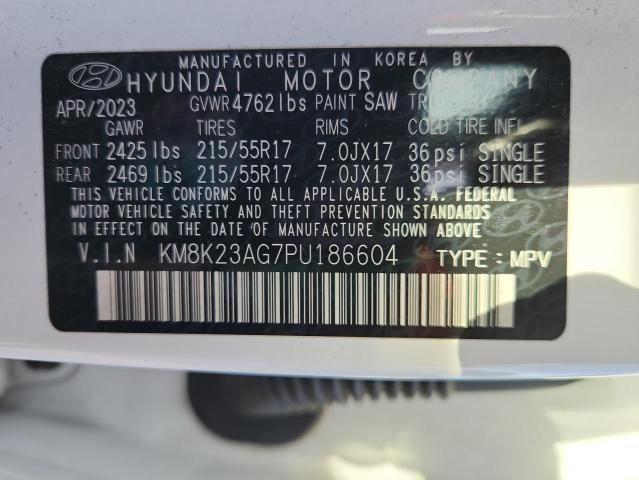 MANUFACTURED IN KOREA BY
HYUNDAI MOTOR COMPANY
APR/2023 GVWR 4762lbs PAINT SAW TRIM
GAWR TIRES RIMS COLD TIRE INFL.
FRONT 2425 lbs 215/55R17 7.0JX17 36psi SINGLE
REAR 2469 lbs 215/55R17 7.0JX17 36psi SINGLE
THIS VEHICLE CONFORMS TO ALL APPLICABLE U.S.A. FEDERAL
MOTOR VEHICLE SAFETY AND THEFT PREVENTION STANDARDS
IN EFFECT ON THE DATE OF MANUFACTURE SHOWN ABOVE.
V.I.N KM8K23AG7PU186604 TYPE : MPV